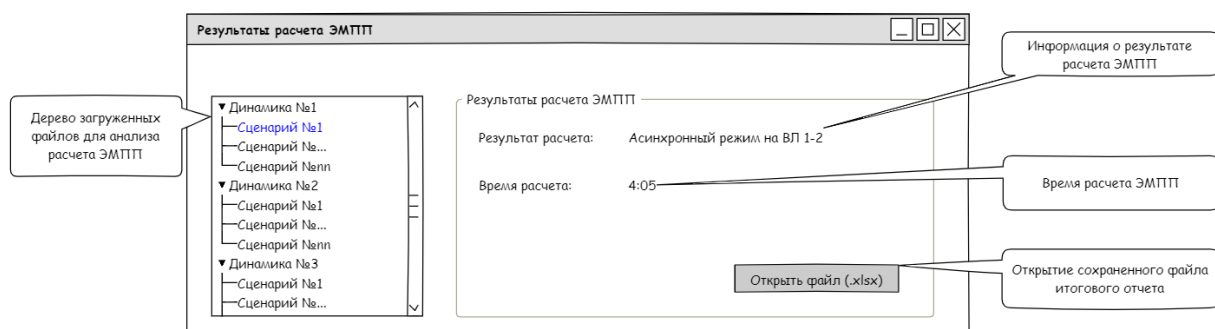 Результаты расчета ЭМПП
Информация о результате
расчета ЭМПП
Дерево загруженных
файлов для анализа
расчета ЭМПП
Динамика №1
Сценарий №1
Сценарий №...
Сценарий №nn
Динамика №2
Сценарий №1
Сценарий №...
Сценарий №nn
Динамика №3
Сценарий №1
Сценарий №...
Результаты расчета ЭМПП
Результат расчета: Асинхронный режим на ВЛ 1-2
Время расчета: 4:05
Время расчета ЭМПП
Открыть файл (.xlsx)
Открытие сохраненного файла
итогового отчета